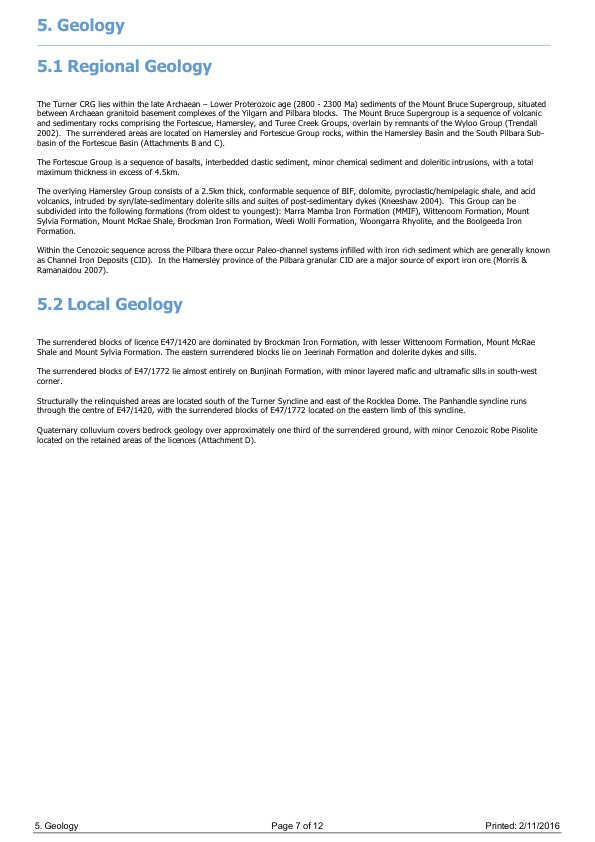 5. Geology
5.1 Regional Geology
The Turner CRG lies within the late Archaean – Lower Proterozoic age (2800 - 2300 Ma) sediments of the Mount Bruce Supergroup, situated
between Archaean granitoid basement complexes of the Yilgarn and Pilbara blocks.  The Mount Bruce Supergroup is a sequence of volcanic
and sedimentary rocks comprising the Fortescue, Hamersley, and Turee Creek Groups, overlain by remnants of the Wyloo Group (Trendall
2002).  The surrendered areas are located on Hamersley and Fortescue Group rocks, within the Hamersley Basin and the South Pilbara Sub-
basin of the Fortescue Basin (Attachments B and C).
The Fortescue Group is a sequence of basalts, interbedded clastic sediment, minor chemical sediment and doleritic intrusions, with a total
maximum thickness in excess of 4.5km.
The overlying Hamersley Group consists of a 2.5km thick, conformable sequence of BIF, dolomite, pyroclastic/hemipelagic shale, and acid
volcanics, intruded by syn/late-sedimentary dolerite sills and suites of post-sedimentary dykes (Kneeshaw 2004).  This Group can be
subdivided into the following formations (from oldest to youngest): Marra Mamba Iron Formation (MMIF), Wittenoom Formation, Mount
Sylvia Formation, Mount McRae Shale, Brockman Iron Formation, Weeli Wolli Formation, Woongarra Rhyolite, and the Boolgeeda Iron
Formation.
Within the Cenozoic sequence across the Pilbara there occur Paleo-channel systems infilled with iron rich sediment which are generally known
as Channel Iron Deposits (CID).  In the Hamersley province of the Pilbara granular CID are a major source of export iron ore (Morris &
Ramanaidou 2007).
5.2 Local Geology
The surrendered blocks of licence E47/1420 are dominated by Brockman Iron Formation, with lesser Wittenoom Formation, Mount McRae
Shale and Mount Sylvia Formation. The eastern surrendered blocks lie on Jeerinah Formation and dolerite dykes and sills.
The surrendered blocks of E47/1772 lie almost entirely on Bunjinah Formation, with minor layered mafic and ultramafic sills in south-west
corner.
Structurally the relinquished areas are located south of the Turner Syncline and east of the Rocklea Dome. The Panhandle syncline runs
through the centre of E47/1420, with the surrendered blocks of E47/1772 located on the eastern limb of this syncline.
Quaternary colluvium covers bedrock geology over approximately one third of the surrendered ground, with minor Cenozoic Robe Pisolite
located on the retained areas of the licences (Attachment D).
5. Geology Page 7 of 12 Printed: 2/11/2016